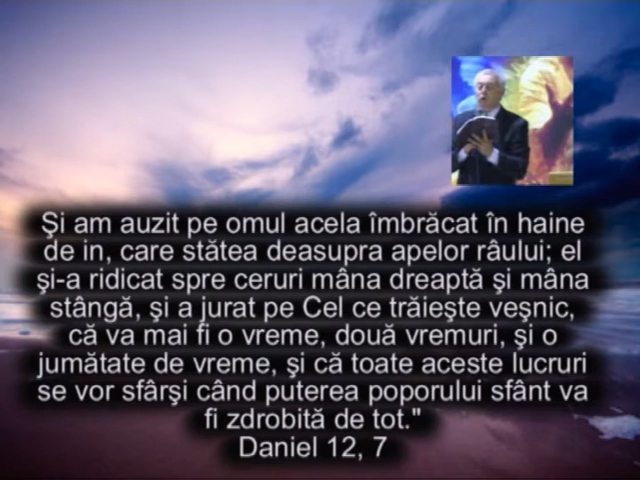 Şi am auzit pe omul acela îmbrăcat în haine
de in, care stătea deasupra apelor râului; el
şi-a ridicat spre ceruri mâna dreaptă şi mâna
stângă, şi a jurat pe Cel ce trăieşte veşnic,
că va mai fi o vreme, două vremuri, şi o
jumătate de vreme, şi că toate aceste lucruri
se vor sfârşi când puterea poporului sfânt va
fi zdrobită de tot."
Daniel 12, 7